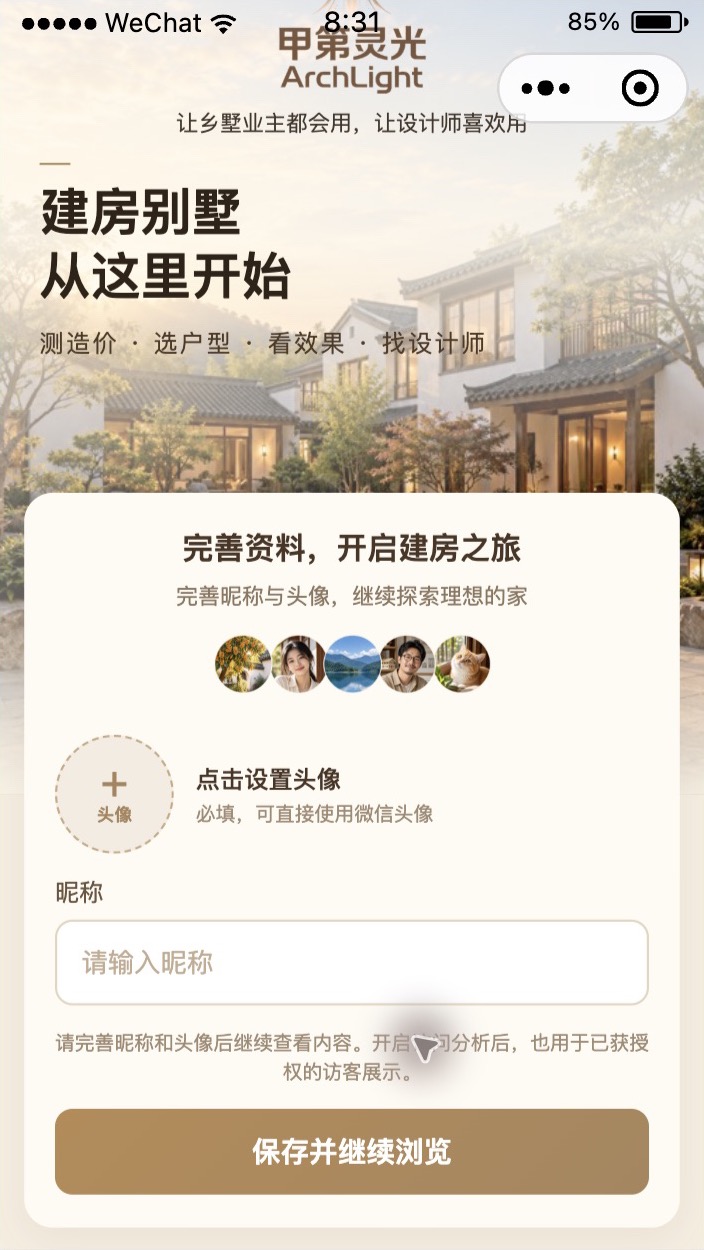 WeChat 8:31 85%
甲第灵光
ArchLight
让乡墅业主都会用，让设计师喜欢用
建房别墅
从这里开始
测造价 · 选户型 · 看效果 · 找设计师
完善资料，开启建房之旅
完善昵称与头像，继续探索理想的家
+
头像
点击设置头像
必填，可直接使用微信头像
昵称
请输入昵称
请完善昵称和头像后继续查看内容。开启问分析后，也用于已获授
权的访客展示。
保存并继续浏览